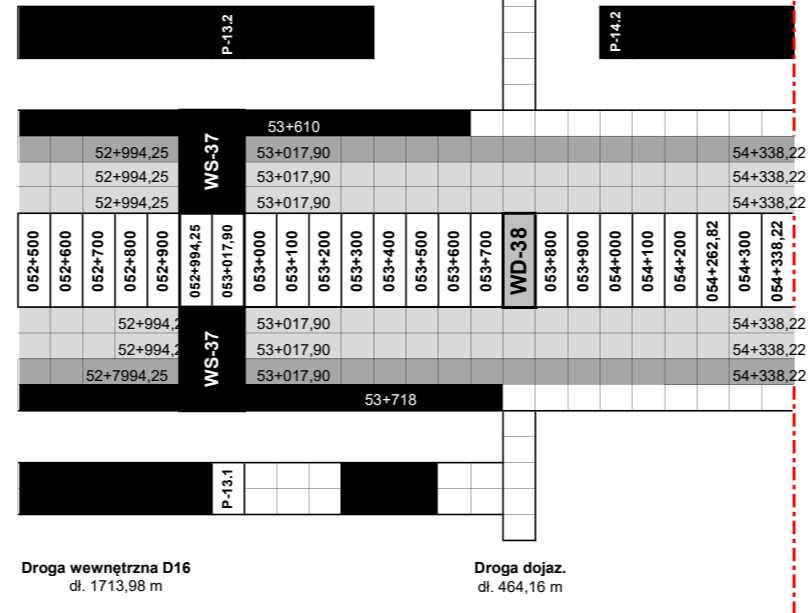 P-13.2
P-14.2
53+610
WS-37
52+994,25 53+017,90 54+338,22
52+994,25 53+017,90 54+338,22
52+994,25 53+017,90 54+338,22
052+500
052+600
052+700
052+800
052+900
052+994,25
053+017,90
053+000
053+100
053+200
053+300
053+400
053+500
053+600
053+700
WD-38
053+800
053+900
054+000
054+100
054+200
054+262,82
054+300
054+338,22
52+994,2 53+017,90 54+338,22
52+994,2 53+017,90 54+338,22
WS-37
52+7994,25 53+017,90 54+338,22
53+718
P-13.1
Droga wewnętrzna D16
dł. 1713,98 m
Droga dojaz.
dł. 464,16 m